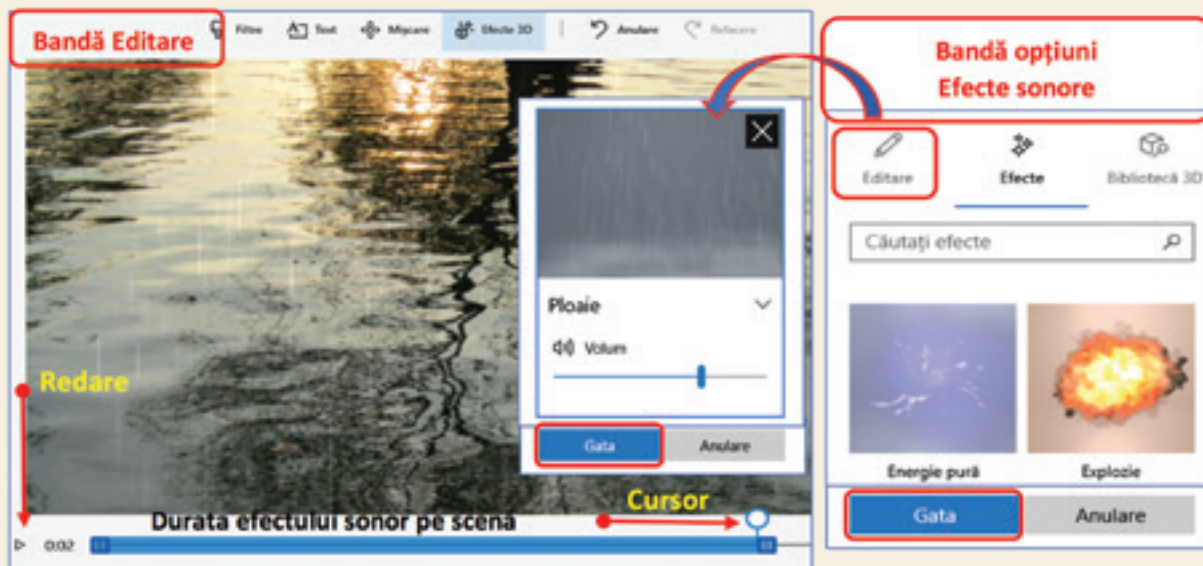 Bandă Editare
Filtre Text Mișcare Efecte 3D Anulare Refacere
Bandă opțiuni
Efecte sonore
Editare Efecte Bibliotecă 3D
Căutați efecte
Ploaie
Volum
Redare
Gata Anulare
Energie pură Explozie
Cursor
Durata efectului sonor pe scena
0:02
Gata Anulare